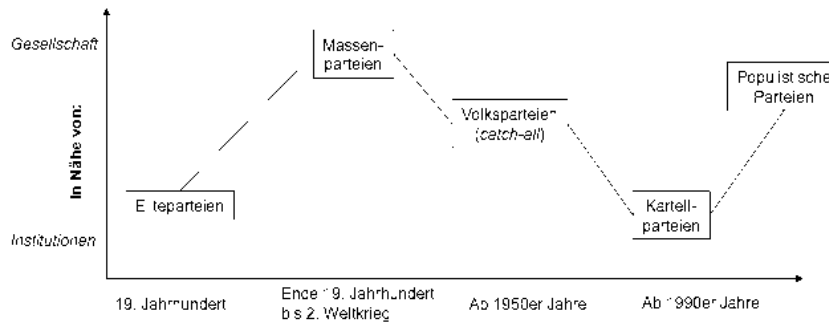 Gesellschaft
In Nähe von:
Institutionen
Eliteparteien
Massen-
parteien
Volksparteien
(catch-all)
Kartell-
parteien
Populistische
Parteien
19. Jahrhundert
Ende 19. Jahrhundert
bis 2. Weltkrieg
Ab 1950er Jahre
Ab 1990er Jahre